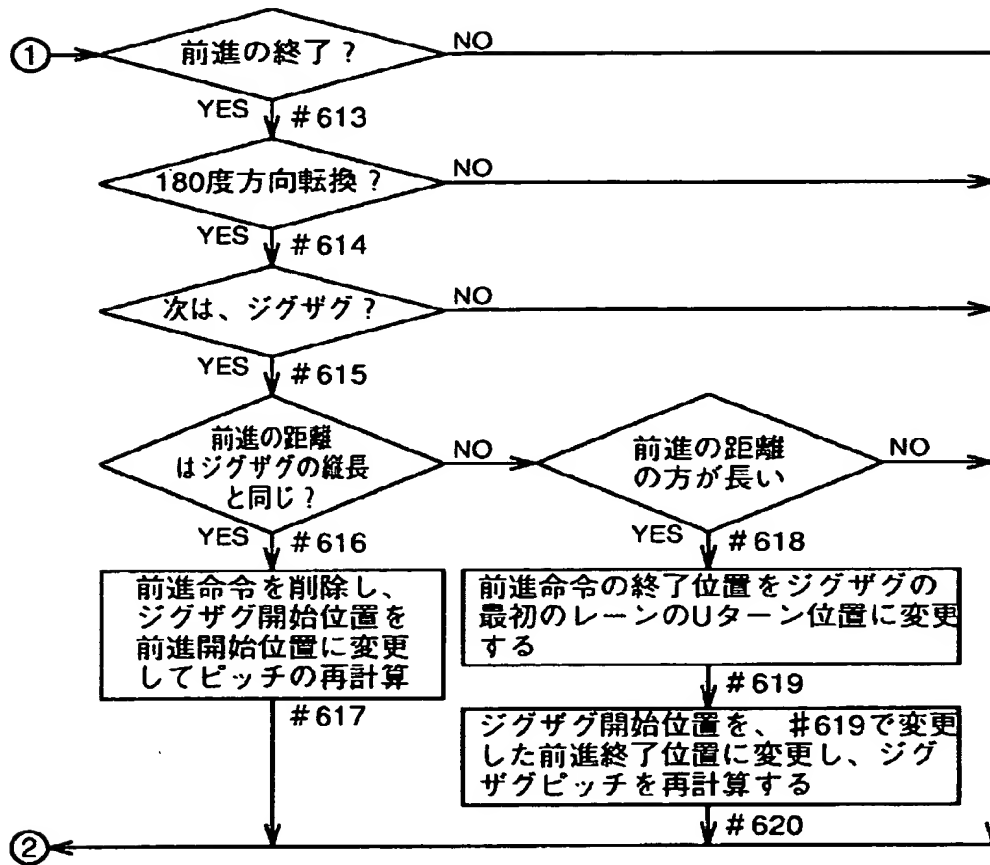 ①
前進の終了？
NO
YES
＃613
180度方向転換？
NO
YES
＃614
次は、ジグザグ？
NO
YES
＃615
前進の距離
はジグザグの縦長
と同じ？
NO
YES
＃616
前進の距離
の方が長い
NO
YES
＃618
前進命令を削除し、
ジグザグ開始位置を
前進開始位置に変更
してピッチの再計算
＃617
前進命令の終了位置をジグザグの
最初のレーンのUターン位置に変更
する
＃619
ジグザグ開始位置を、＃619で変更
した前進終了位置に変更し、ジグ
ザグピッチを再計算する
＃620
②